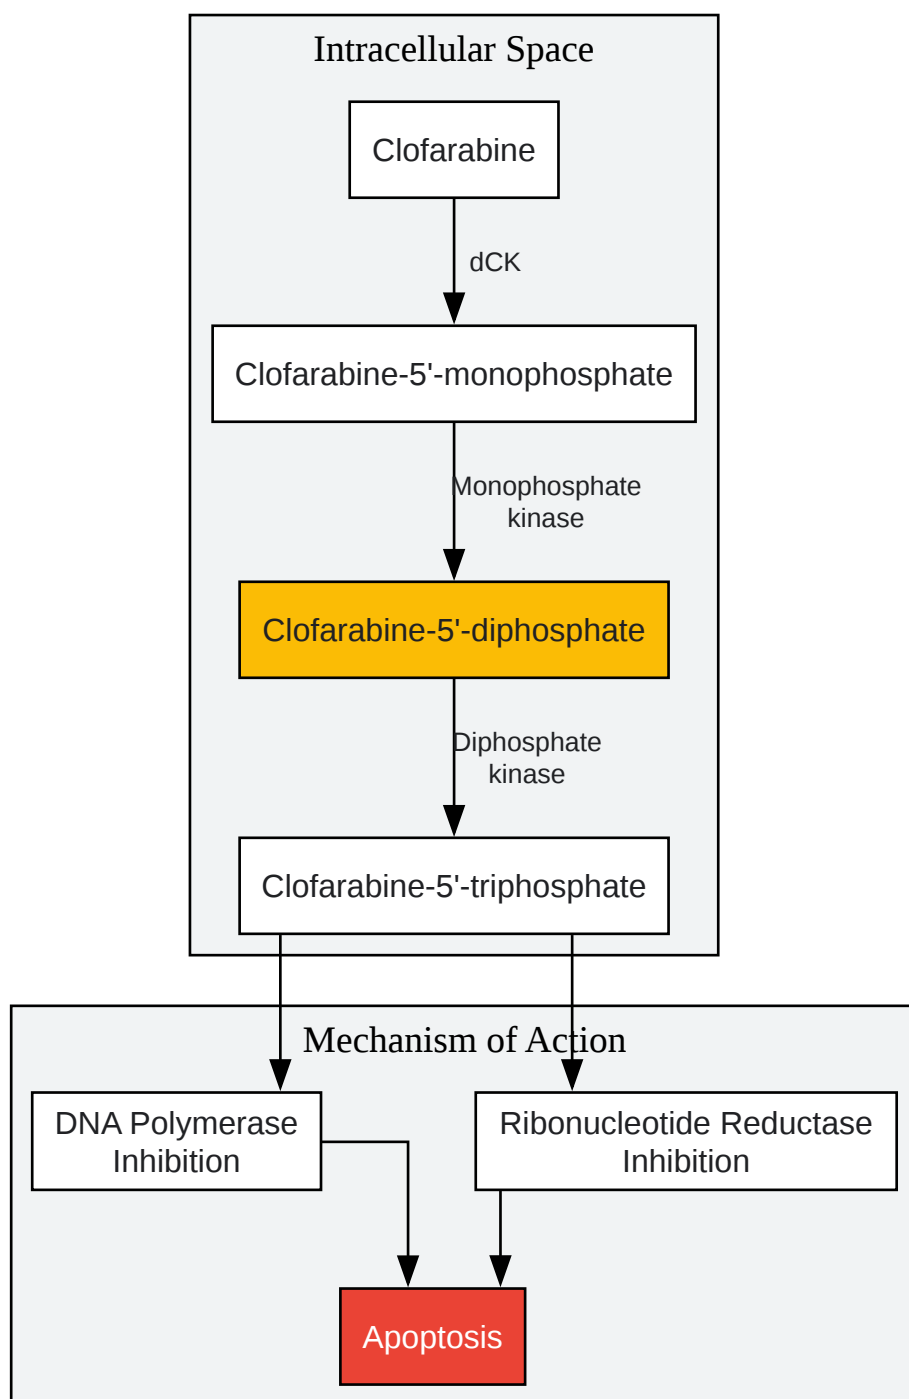 Intracellular Space
Clofarabine
dCK
Clofarabine-5'-monophosphate
Monophosphate
kinase
Clofarabine-5'-diphosphate
Diphosphate
kinase
Clofarabine-5'-triphosphate
Mechanism of Action
DNA Polymerase
Inhibition
Ribonucleotide Reductase
Inhibition
Apoptosis